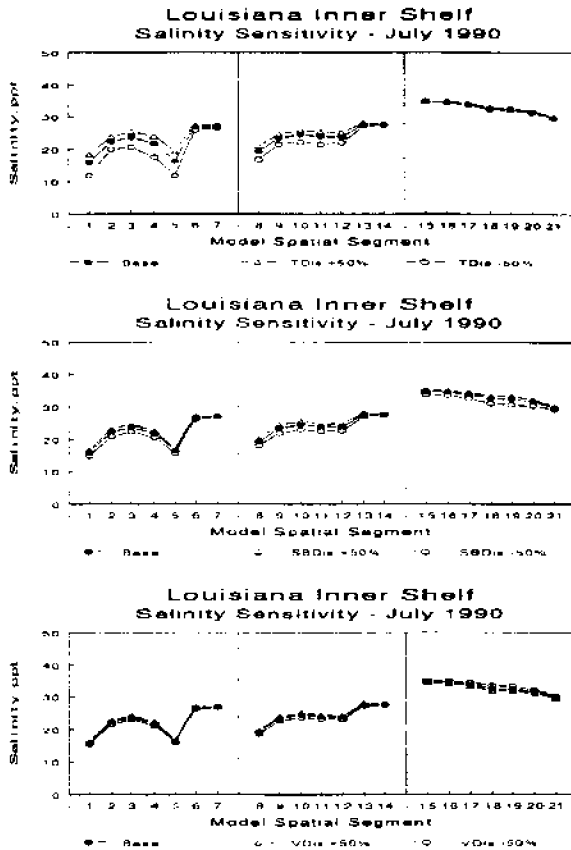 Louisiana Inner Shelf
Salinity Sensitivity - July 1990
Salinity, ppt
50
40
30
20
10
0
1 2 3 4 5 6 7 8 9 10 11 12 13 14 15 16 17 18 19 20 21
Model Spatial Segment
Base TDis +50% TDis -50%
Louisiana Inner Shelf
Salinity Sensitivity - July 1990
Salinity, ppt
50
40
30
20
10
0
1 2 3 4 5 6 7 8 9 10 11 12 13 14 15 16 17 18 19 20 21
Model Spatial Segment
Base SBDis +50% SBDis -50%
Louisiana Inner Shelf
Salinity Sensitivity - July 1990
Salinity, ppt
50
40
30
20
10
0
1 2 3 4 5 6 7 8 9 10 11 12 13 14 15 16 17 18 19 20 21
Model Spatial Segment
Base VDis +50% VDis -50%